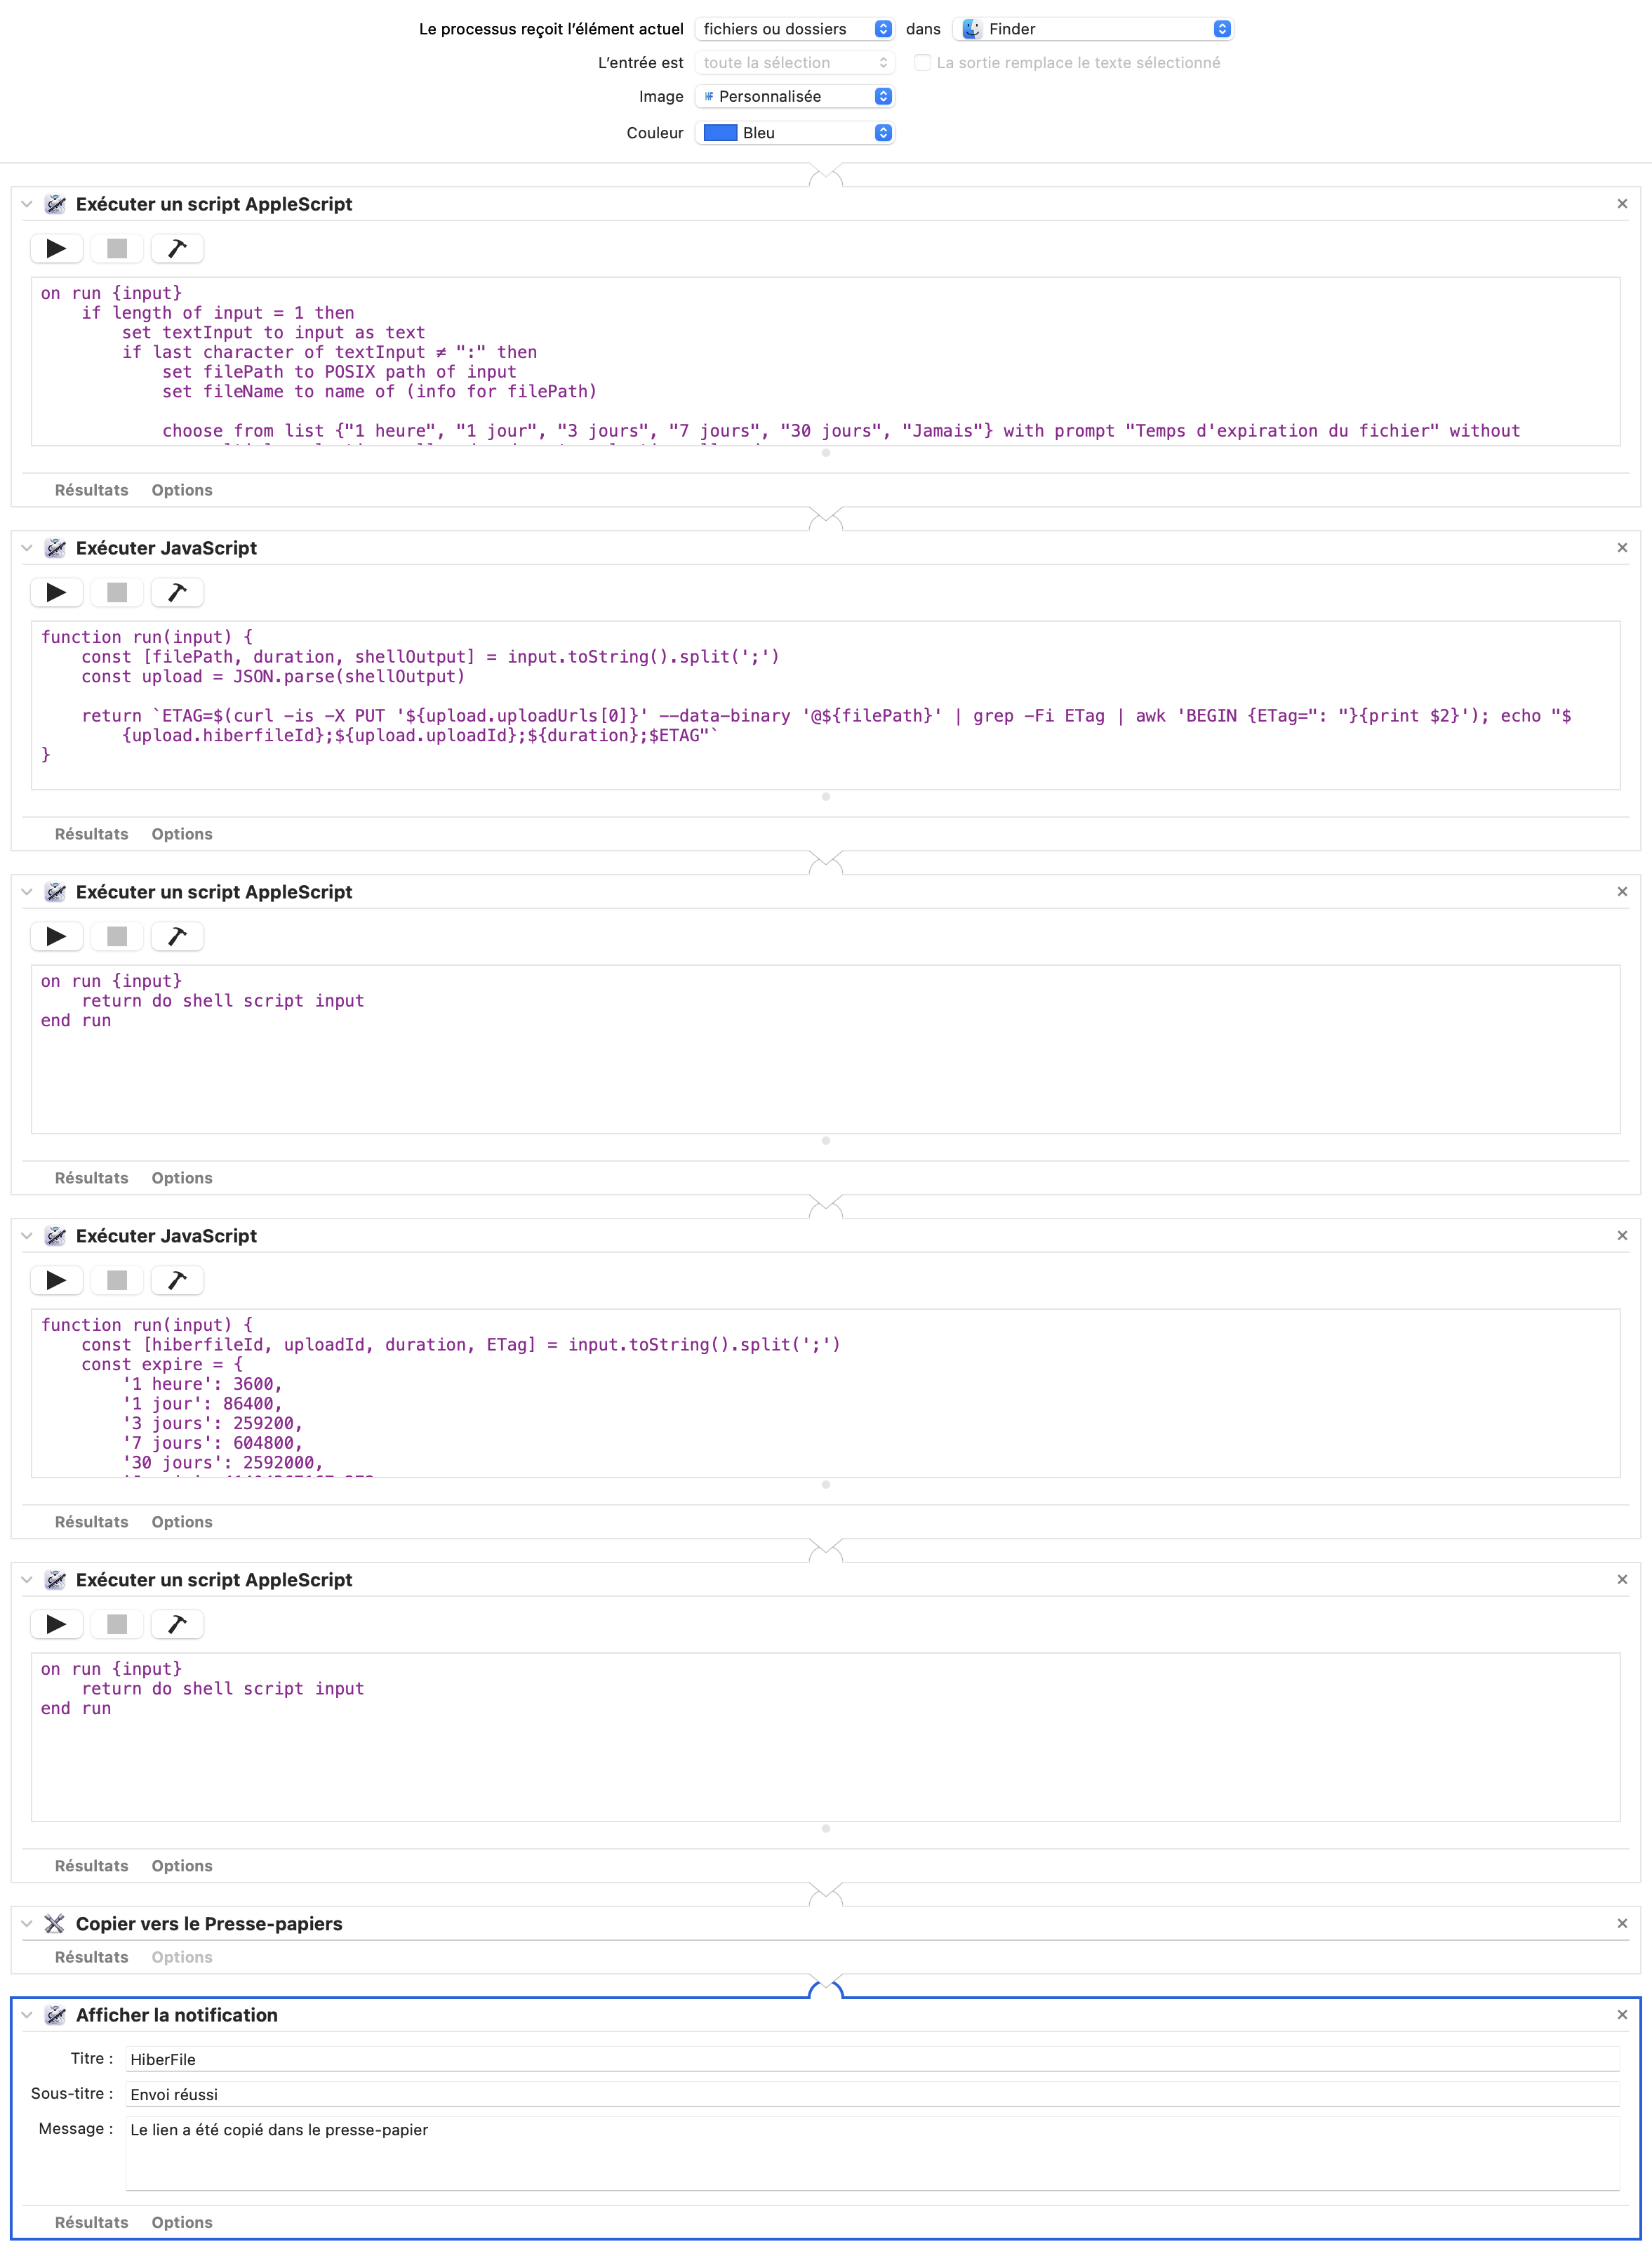 Le processus reçoit l'élément actuel fichiers ou dossiers dans Finder
L'entrée est toute la sélection La sortie remplace le texte sélectionné
Image Personnalisée
Couleur Bleu
Exécuter un script AppleScript
on run {input}
if length of input = 1 then
set textInput to input as text
if last character of textInput ≠ ":" then
set filePath to POSIX path of input
set fileName to name of (info for filePath)
choose from list {"1 heure", "1 jour", "3 jours", "7 jours", "30 jours", "Jamais"} with prompt "Temps d'expiration du fichier" without
Résultats Options
Exécuter JavaScript
function run(input) {
const [filePath, duration, shellOutput] = input.toString().split(';')
const upload = JSON.parse(shellOutput)
return `ETAG=$(curl -is -X PUT '${upload.uploadUrls[0]}' --data-binary '@${filePath}' | grep -Fi ETag | awk 'BEGIN {ETag=": "}{print $2}'); echo "$
{upload.hiberfileId};${upload.uploadId};${duration};$ETAG"`
}
Résultats Options
Exécuter un script AppleScript
on run {input}
return do shell script input
end run
Résultats Options
Exécuter JavaScript
function run(input) {
const [hiberfileId, uploadId, duration, ETag] = input.toString().split(';')
const expire = {
'1 heure': 3600,
'1 jour': 86400,
'3 jours': 259200,
'7 jours': 604800,
'30 jours': 2592000,
Résultats Options
Exécuter un script AppleScript
on run {input}
return do shell script input
end run
Résultats Options
Copier vers le Presse-papiers
Résultats Options
Afficher la notification
Titre : HiberFile
Sous-titre : Envoi réussi
Message : Le lien a été copié dans le presse-papier
Résultats Options